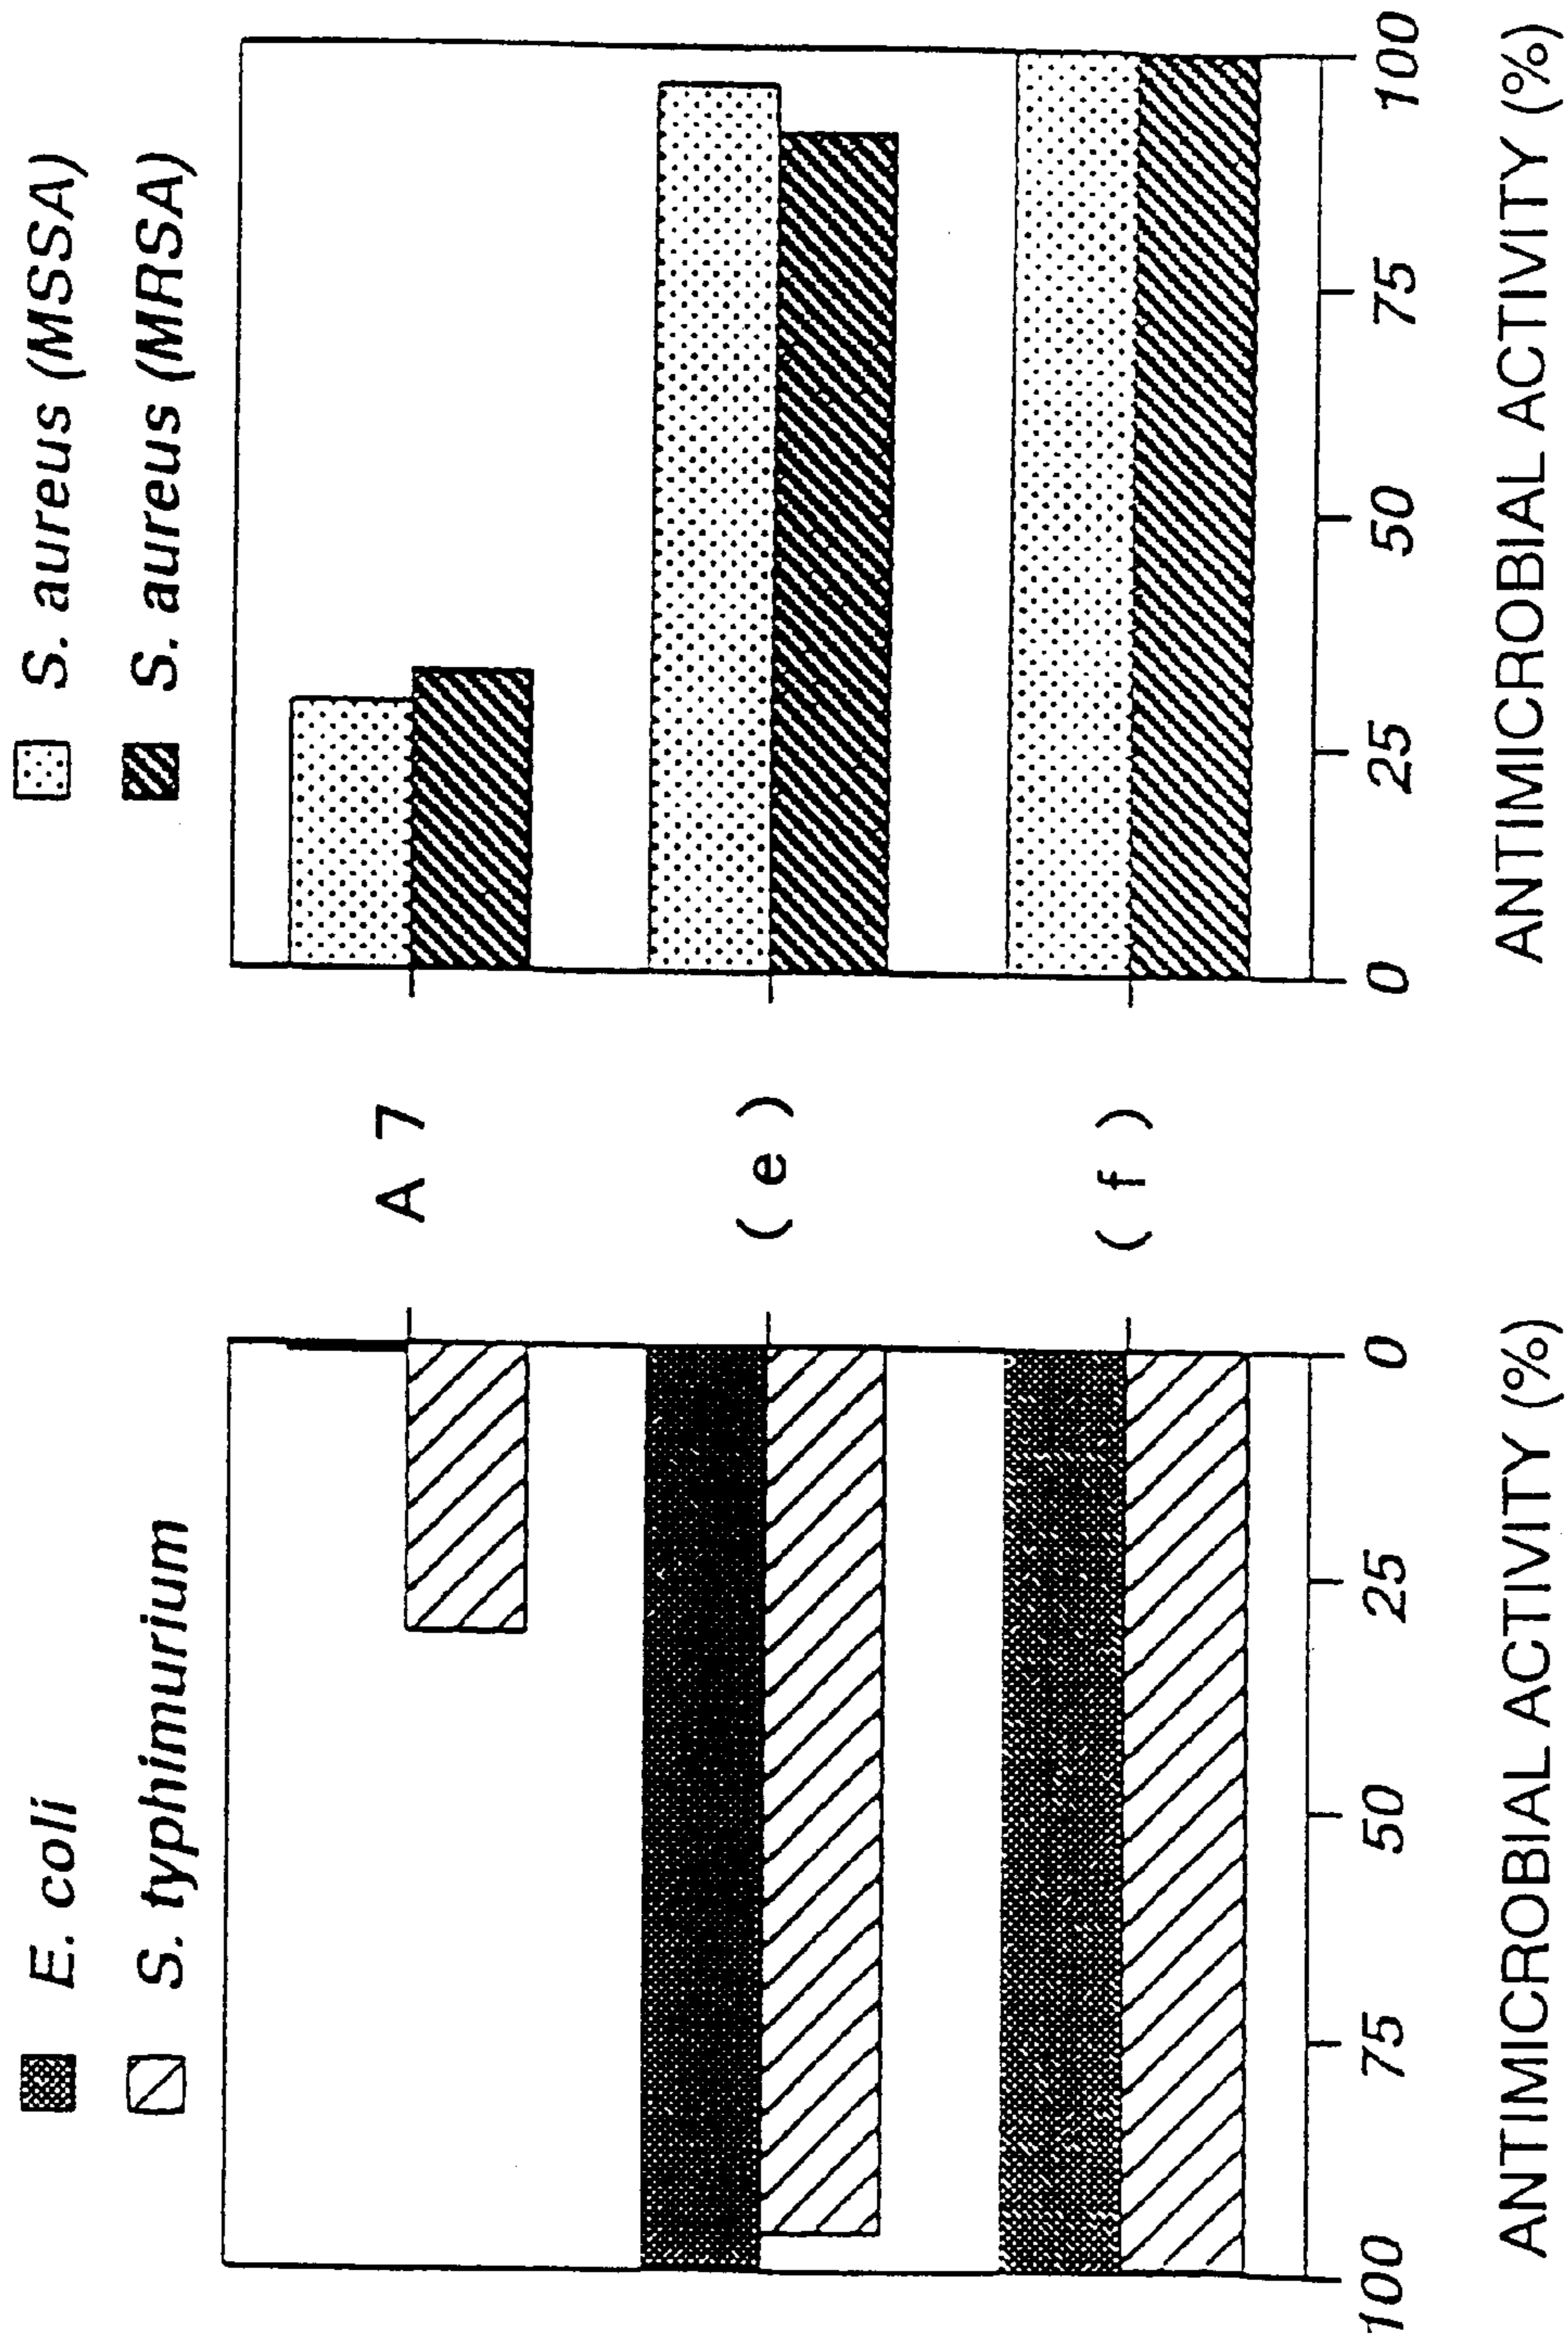 E. coli
S. typhimurium
S. aureus (MSSA)
S. aureus (MRSA)
A 7
( e )
( f )
100 75 50 25 0
0 25 50 75 100
ANTIMICROBIAL ACTIVITY (%)
ANTIMICROBIAL ACTIVITY (%)